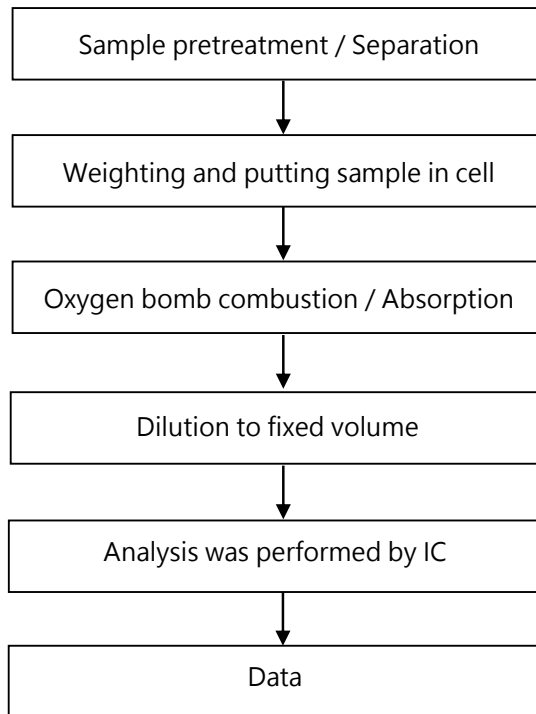 Sample pretreatment / Separation
Weighting and putting sample in cell
Oxygen bomb combustion / Absorption
Dilution to fixed volume
Analysis was performed by IC
Data